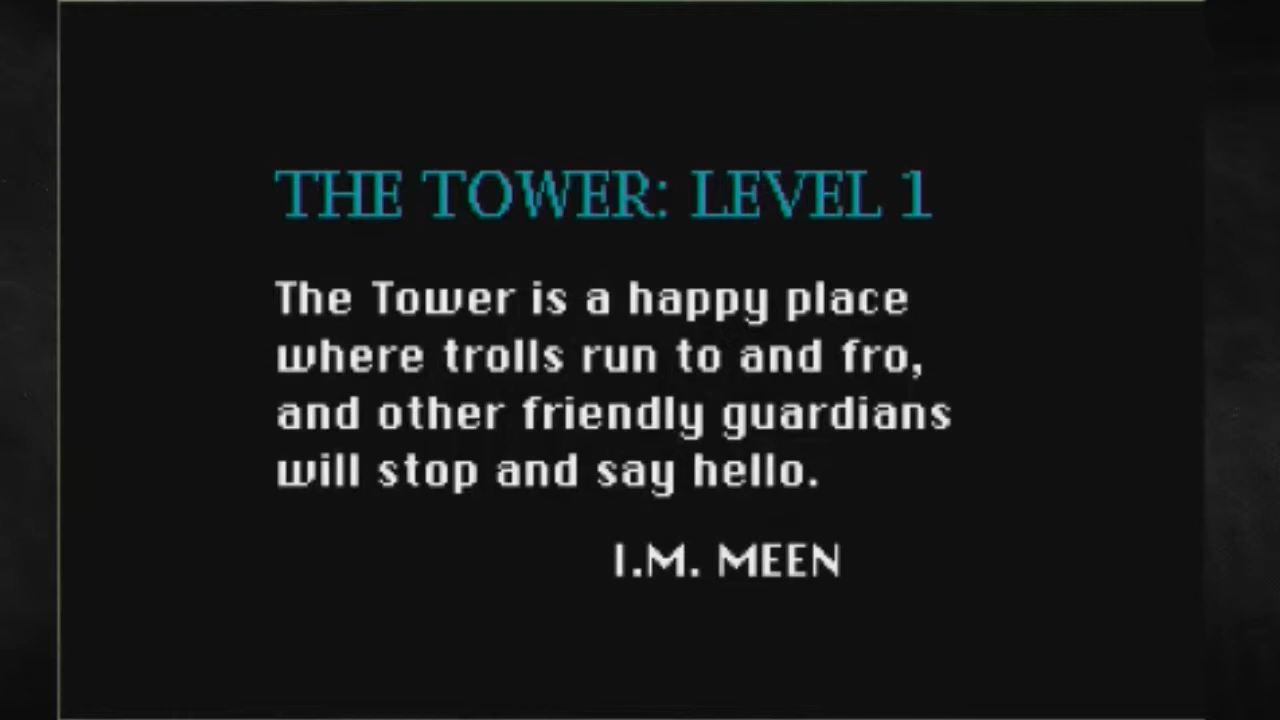 THE TOWER: LEVEL 1
The Tower is a happy place
where trolls run to and fro,
and other friendly guardians
will stop and say hello.
I.M. MEEN